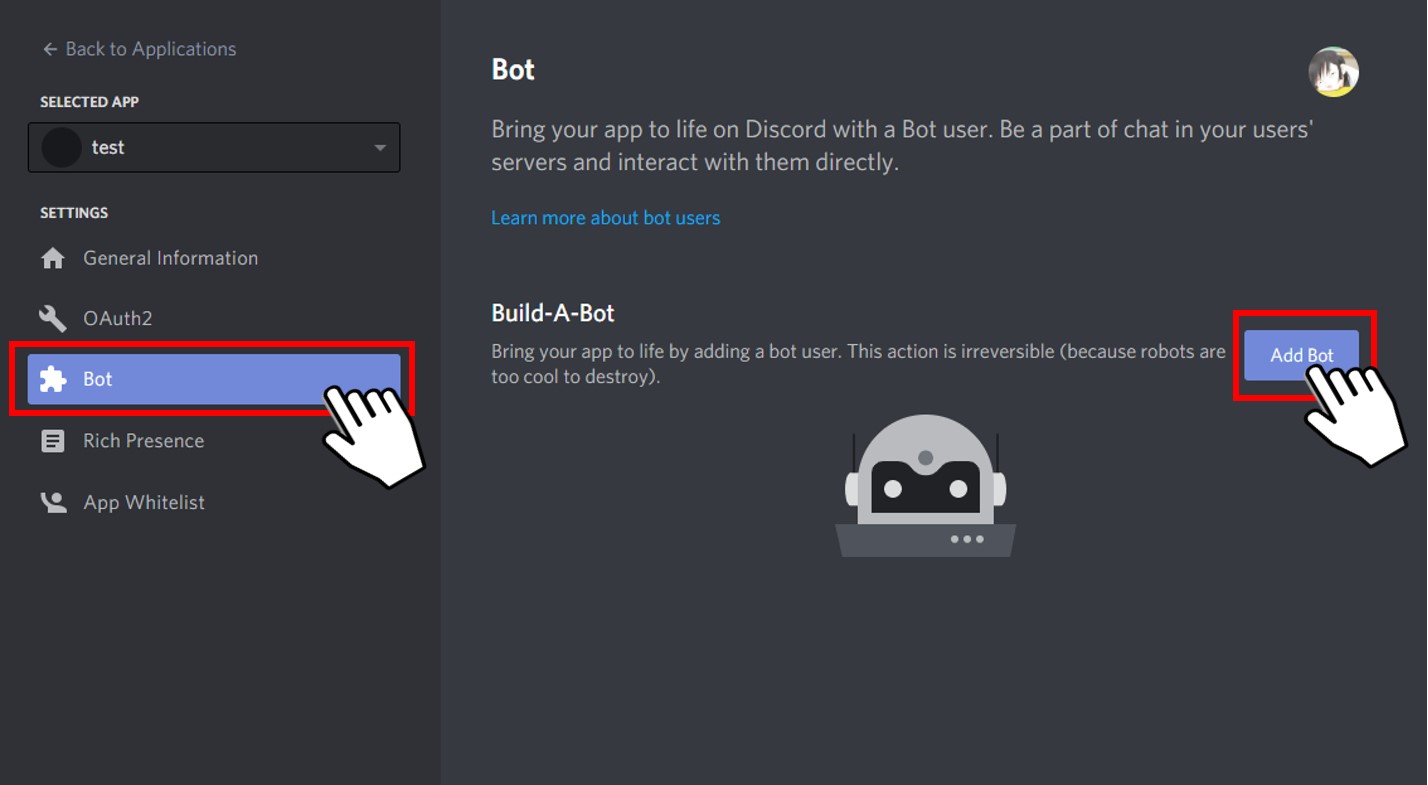 ← Back to Applications
SELECTED APP
test
SETTINGS
General Information
OAuth2
Bot
Rich Presence
App Whitelist
Bot
Bring your app to life on Discord with a Bot user. Be a part of chat in your users'
servers and interact with them directly.
Learn more about bot users
Build-A-Bot
Bring your app to life by adding a bot user. This action is irreversible (because robots are
too cool to destroy).
Add Bot